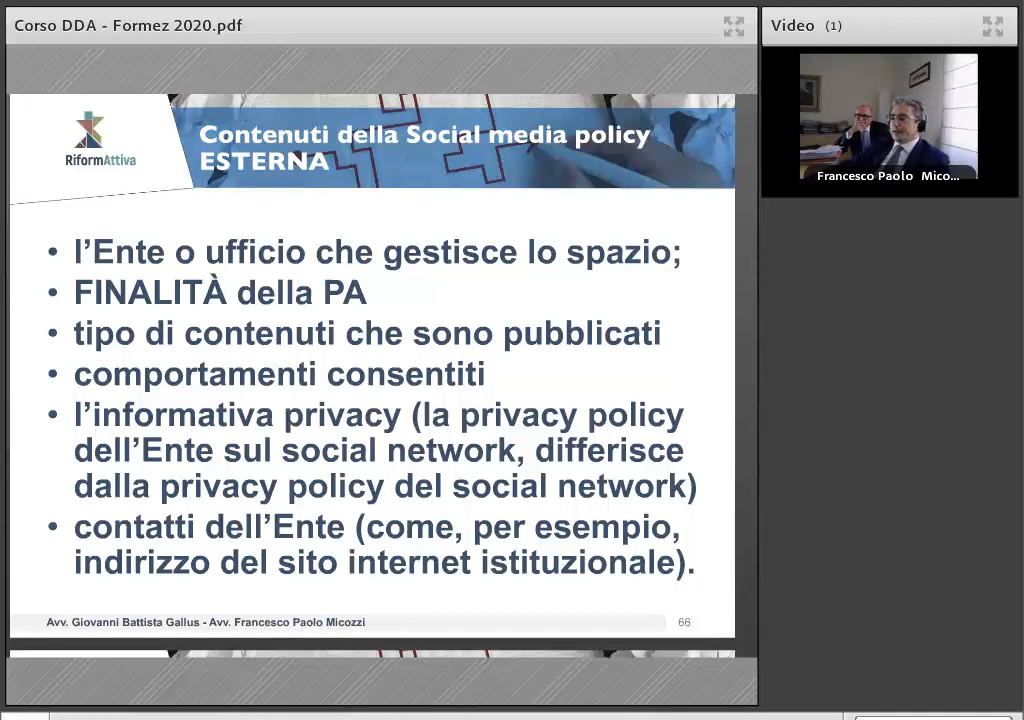 Corso DDA - Formez 2020.pdf
Video (1)
RiformAttiva
Contenuti della Social media policy
ESTERNA
• l’Ente o ufficio che gestisce lo spazio;
• FINALITÀ della PA
• tipo di contenuti che sono pubblicati
• comportamenti consentiti
• l’informativa privacy (la privacy policy
dell’Ente sul social network, differisce
dalla privacy policy del social network)
• contatti dell’Ente (come, per esempio,
indirizzo del sito internet istituzionale).
Avv. Giovanni Battista Gallus - Avv. Francesco Paolo Micozzi
66
Francesco Paolo Mico...